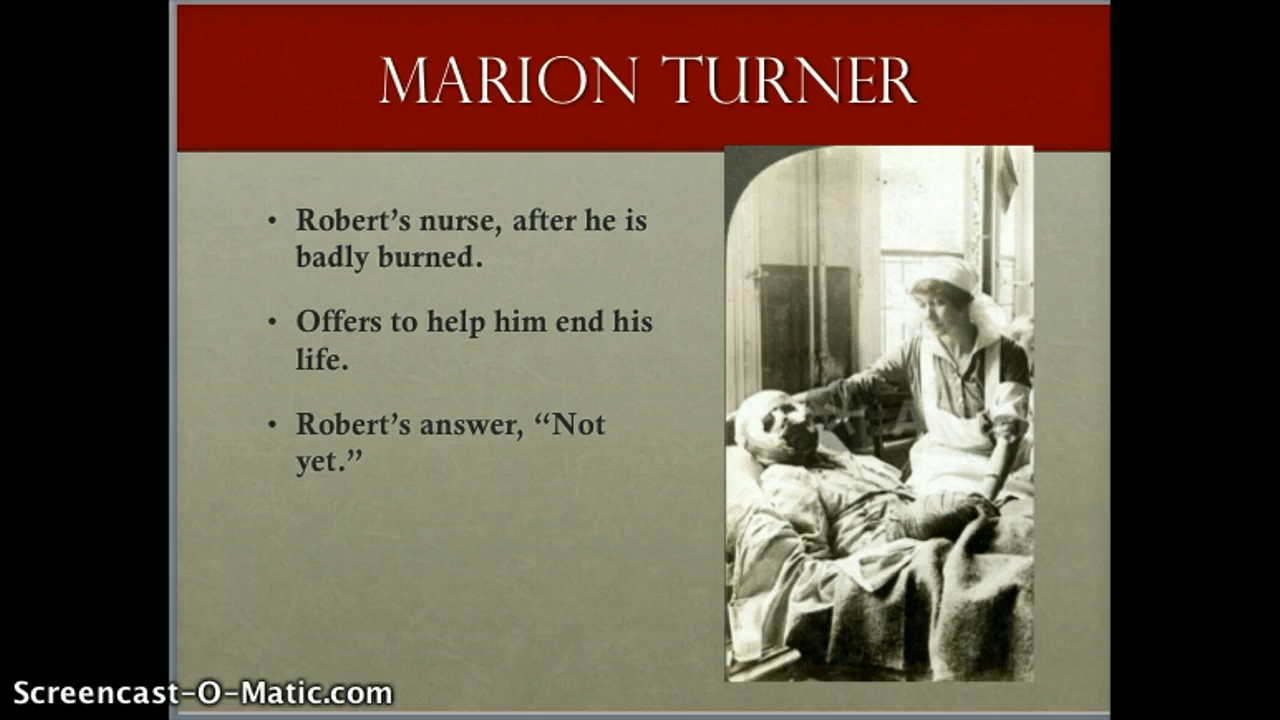 MARION TURNER
• Robert’s nurse, after he is
badly burned.
• Offers to help him end his
life.
• Robert’s answer, “Not
yet.”
Screencast-O-Matic.com